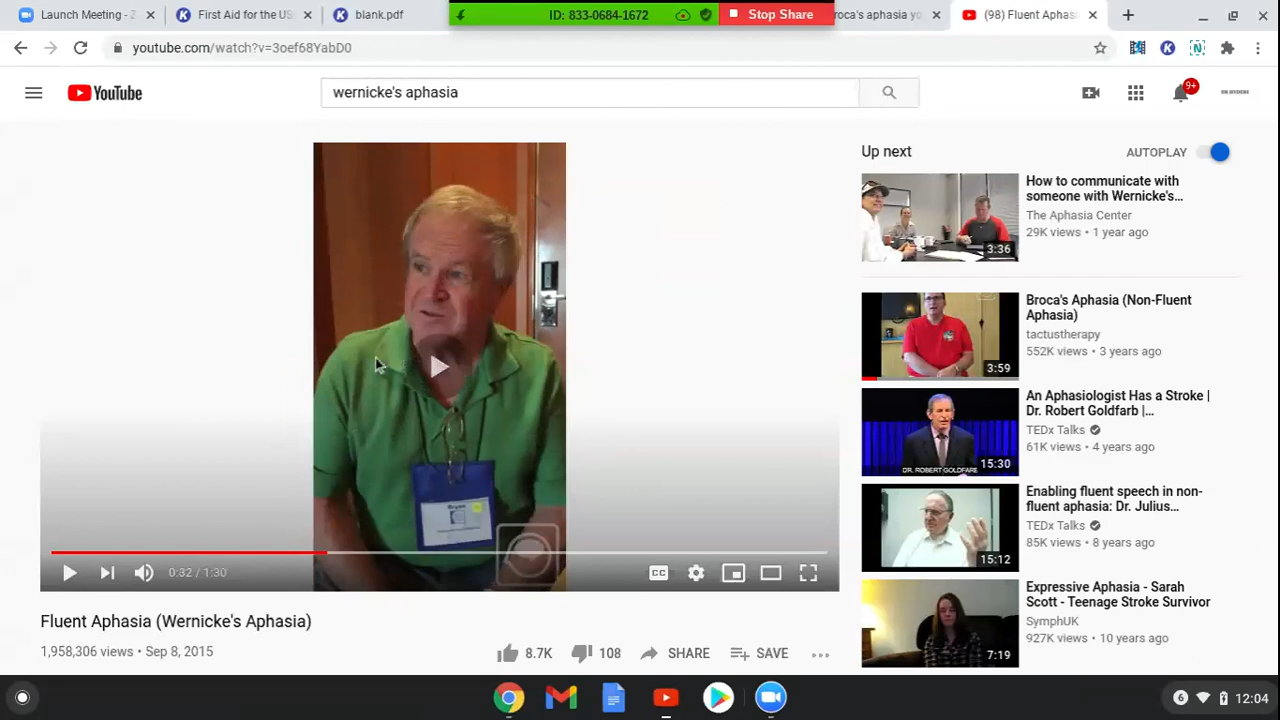 Launch Meeting - Z
First Aid for the US
blank.pdf
ID: 833-0684-1672
Stop Share
roca's aphasia yo
(98) Fluent Aphas
youtube.com/watch?v=3oef68YabD0
YouTube
wernicke's aphasia
9+
Up next
AUTOPLAY
How to communicate with
someone with Wernicke's...
The Aphasia Center
29K views • 1 year ago
3:36
Broca's Aphasia (Non-Fluent
Aphasia)
tactustherapy
552K views • 3 years ago
3:59
An Aphasiologist Has a Stroke |
Dr. Robert Goldfarb |...
TEDx Talks
61K views • 4 years ago
DR. ROBERT GOLDFARB
15:30
Enabling fluent speech in non-
fluent aphasia: Dr. Julius...
TEDx Talks
85K views • 8 years ago
15:12
Expressive Aphasia - Sarah
Scott - Teenage Stroke Survivor
SymphUK
927K views • 10 years ago
7:19
0:32 / 1:30
CC
Fluent Aphasia (Wernicke's Aphasia)
1,958,306 views • Sep 8, 2015
8.7K
108
SHARE
SAVE
6
12:04